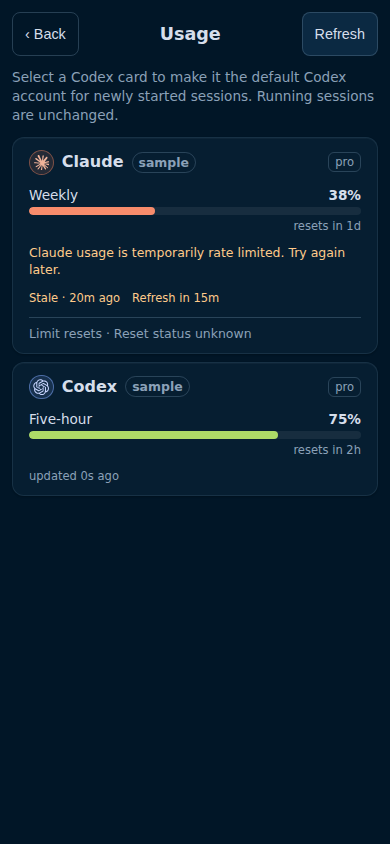 ‹ Back
Usage
Refresh
Select a Codex card to make it the default Codex
account for newly started sessions. Running sessions
are unchanged.
Claude sample pro
Weekly 38%
resets in 1d
Claude usage is temporarily rate limited. Try again
later.
Stale · 20m ago Refresh in 15m
Limit resets · Reset status unknown
Codex sample pro
Five-hour 75%
resets in 2h
updated 0s ago